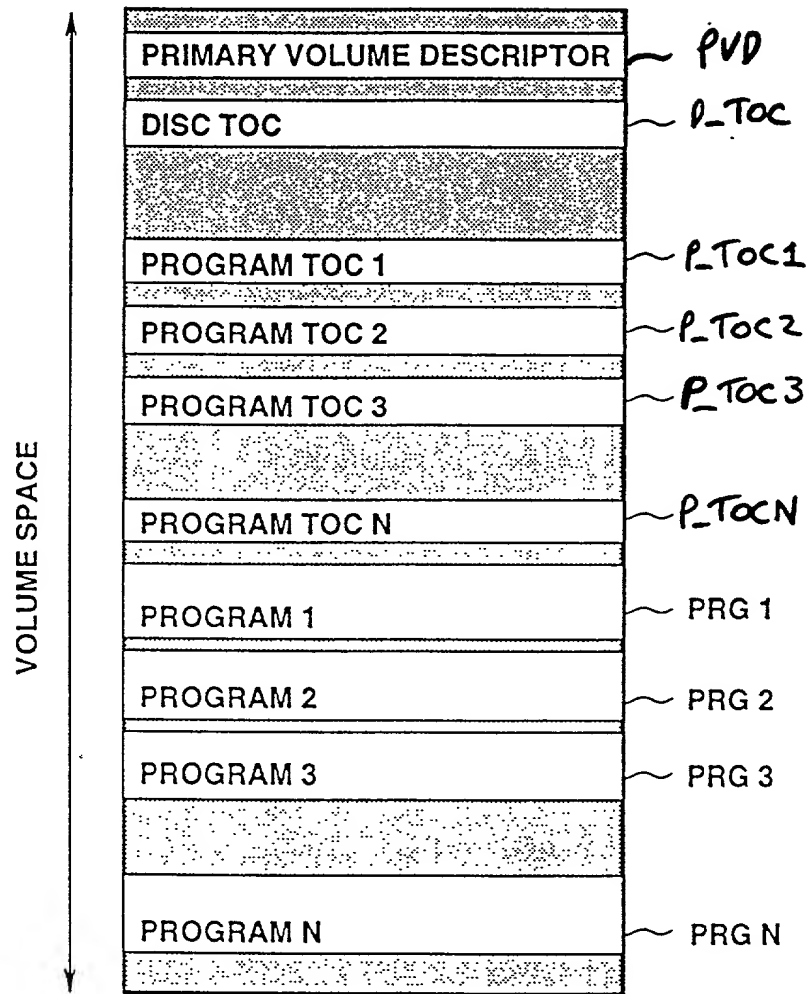 PRIMARY VOLUME DESCRIPTOR PVD
DISC TOC D_TOC
PROGRAM TOC 1 P_TOC1
PROGRAM TOC 2 P_TOC2
PROGRAM TOC 3 P_TOC3
PROGRAM TOC N P_TOCN
PROGRAM 1 PRG 1
PROGRAM 2 PRG 2
PROGRAM 3 PRG 3
PROGRAM N PRG N
VOLUME SPACE